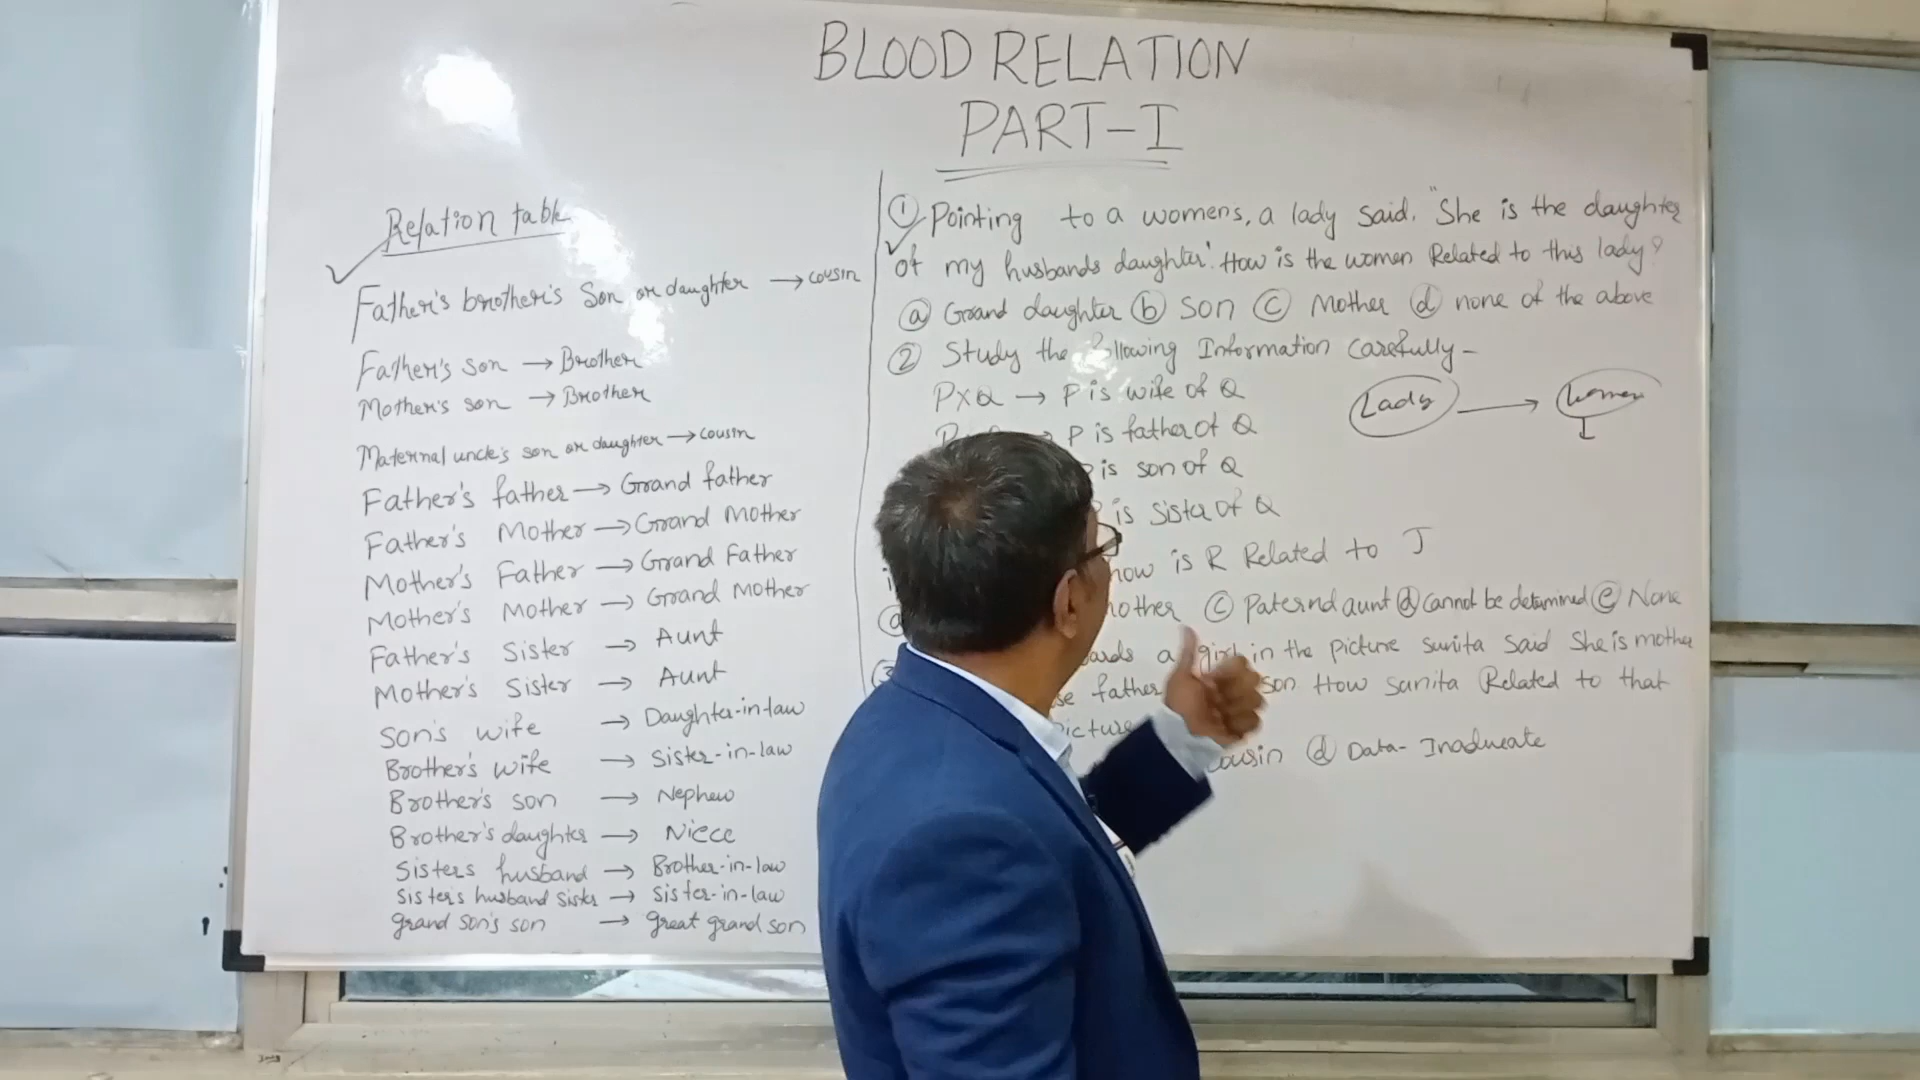 BLOOD RELATION
PART-I
Relation table
Father's brother's Son or daughter → cousin
Father's son → Brother
Mother's son → Brother
Maternal uncle's son or daughter → cousin
Father's father → Grand father
Father's Mother → Grand Mother
Mother's Father → Grand Father
Mother's Mother → Grand Mother
Father's Sister → Aunt
Mother's Sister → Aunt
Son's wife → Daughter-in-law
Brother's wife → Sister-in-law
Brother's son → Nephew
Brother's daughter → Niece
Sisters husband → Brother-in-law
Sister's husband sister → Sister-in-law
grand son's son → great grand son
① Pointing to a womens, a lady said. "She is the daughter
of my husbands daughter". How is the women Related to this lady?
ⓐ Grand daughter ⓑ Son ⓒ Mother ⓓ none of the above
② Study the following Information carefully -
P×Q → P is wife of Q
P is father of Q
is son of Q
is Sister of Q
how is R Related to J
ⓒ Paternal aunt ⓓ cannot be determined ⓔ None
a girl in the picture sunita said She is mother
father son How sunita Related to that
picture
cousin ⓓ Data- Inaducate
Lady → women